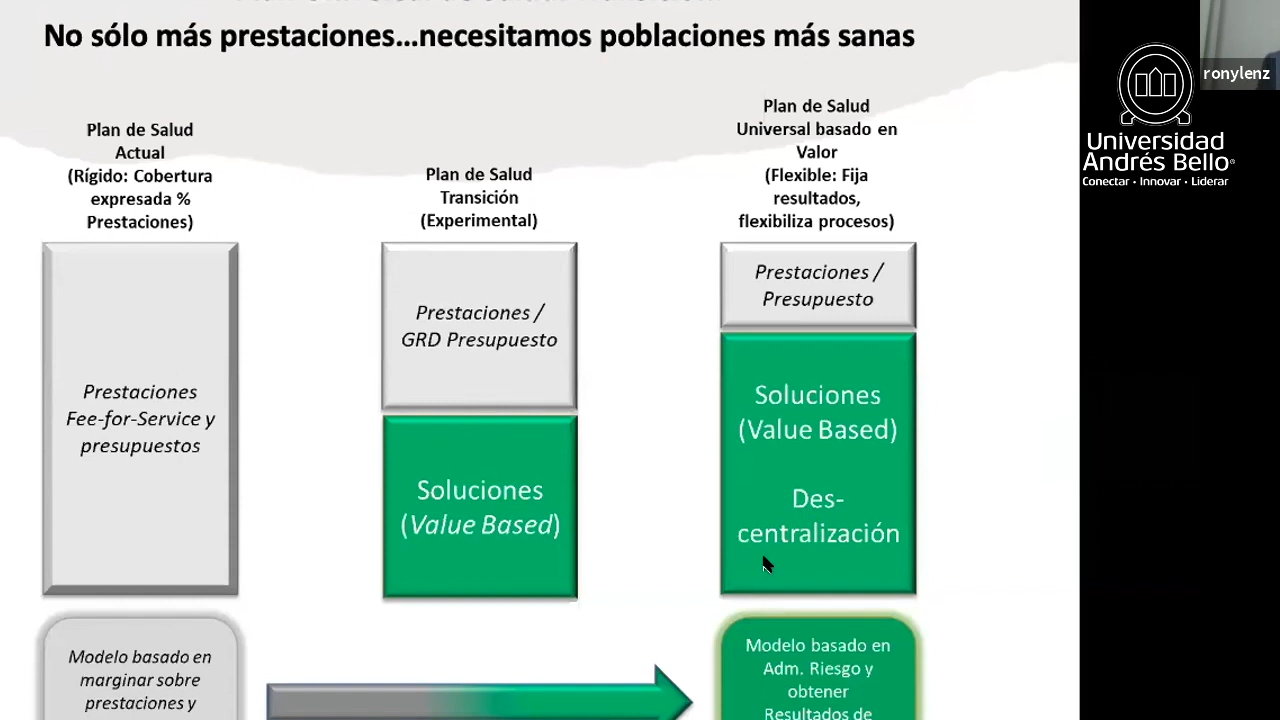 No sólo más prestaciones...necesitamos poblaciones más sanas
ronylenz
Universidad
Andrés Bello®
Conectar · Innovar · Liderar
Plan de Salud
Actual
(Rígido: Cobertura
expresada %
Prestaciones)
Plan de Salud
Transición
(Experimental)
Plan de Salud
Universal basado en
Valor
(Flexible: Fija
resultados,
flexibiliza procesos)
Prestaciones
Fee-for-Service y
presupuestos
Prestaciones /
GRD Presupuesto
Soluciones
(Value Based)
Prestaciones /
Presupuesto
Soluciones
(Value Based)
Des-
centralización
Modelo basado en
marginar sobre
prestaciones y
Modelo basado en
Adm. Riesgo y
obtener
Resultados de